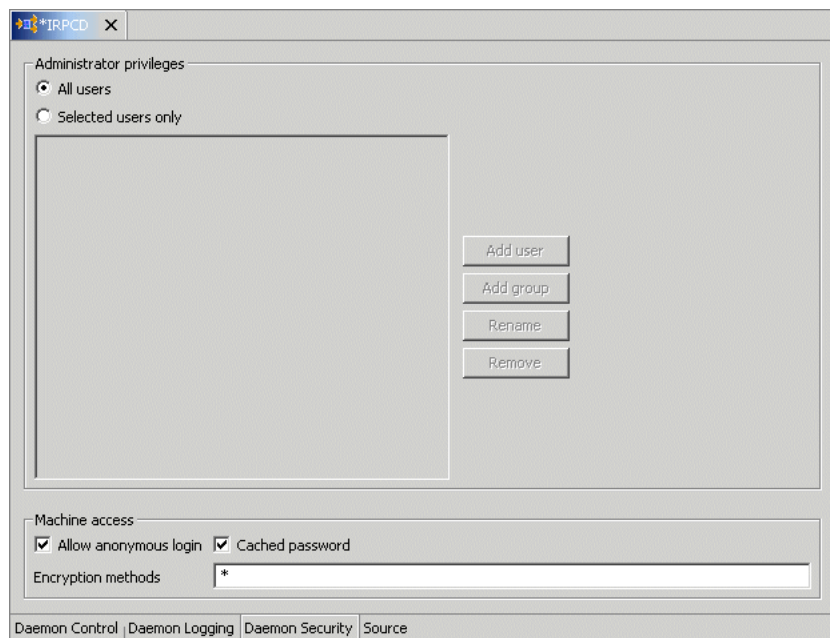 *IRPCD
Administrator privileges
All users
Selected users only
Add user
Add group
Rename
Remove
Machine access
Allow anonymous login Cached password
Encryption methods *
Daemon Control Daemon Logging Daemon Security Source